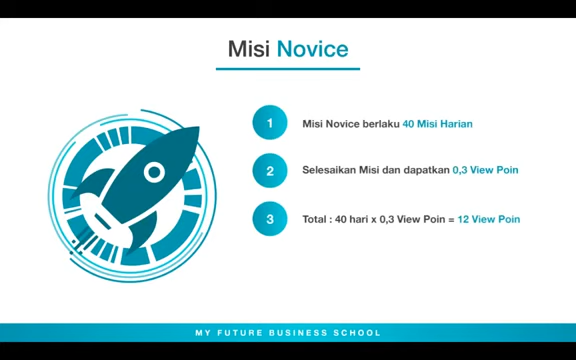 Misi Novice
1
Misi Novice berlaku 40 Misi Harian
2
Selesaikan Misi dan dapatkan 0,3 View Poin
3
Total : 40 hari x 0,3 View Poin = 12 View Poin
MY FUTURE BUSINESS SCHOOL